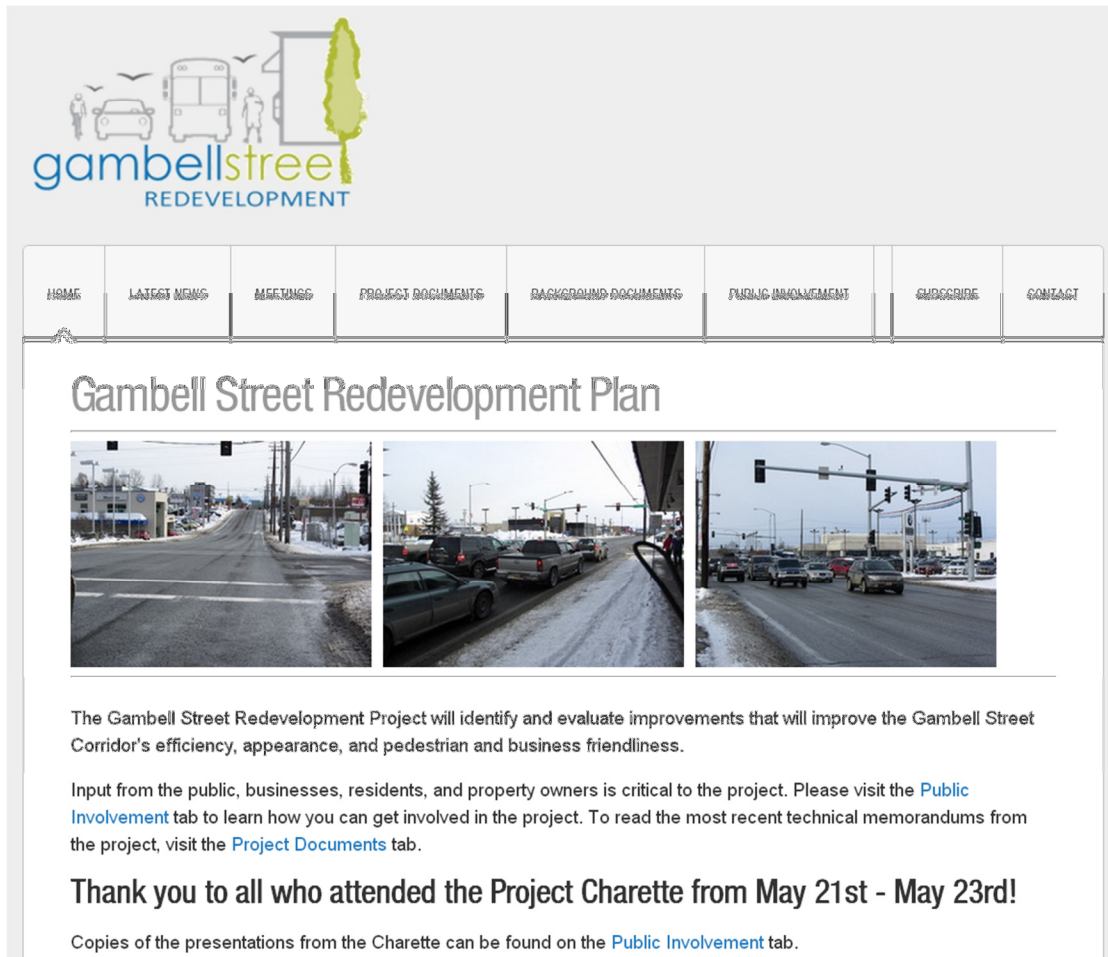 gambellstreet
REDEVELOPMENT
HOME LATEST NEWS MEETINGS PROJECT DOCUMENTS BACKGROUND DOCUMENTS PUBLIC INVOLVEMENT SUBSCRIBE CONTACT
Gambell Street Redevelopment Plan
The Gambell Street Redevelopment Project will identify and evaluate improvements that will improve the Gambell Street
Corridor's efficiency, appearance, and pedestrian and business friendliness.
Input from the public, businesses, residents, and property owners is critical to the project. Please visit the Public
Involvement tab to learn how you can get involved in the project. To read the most recent technical memorandums from
the project, visit the Project Documents tab.
Thank you to all who attended the Project Charette from May 21st - May 23rd!
Copies of the presentations from the Charette can be found on the Public Involvement tab.